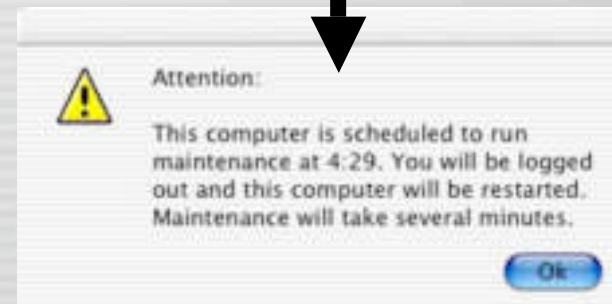 Attention:
This computer is scheduled to run
maintenance at 4:29. You will be logged
out and this computer will be restarted.
Maintenance will take several minutes.
Ok